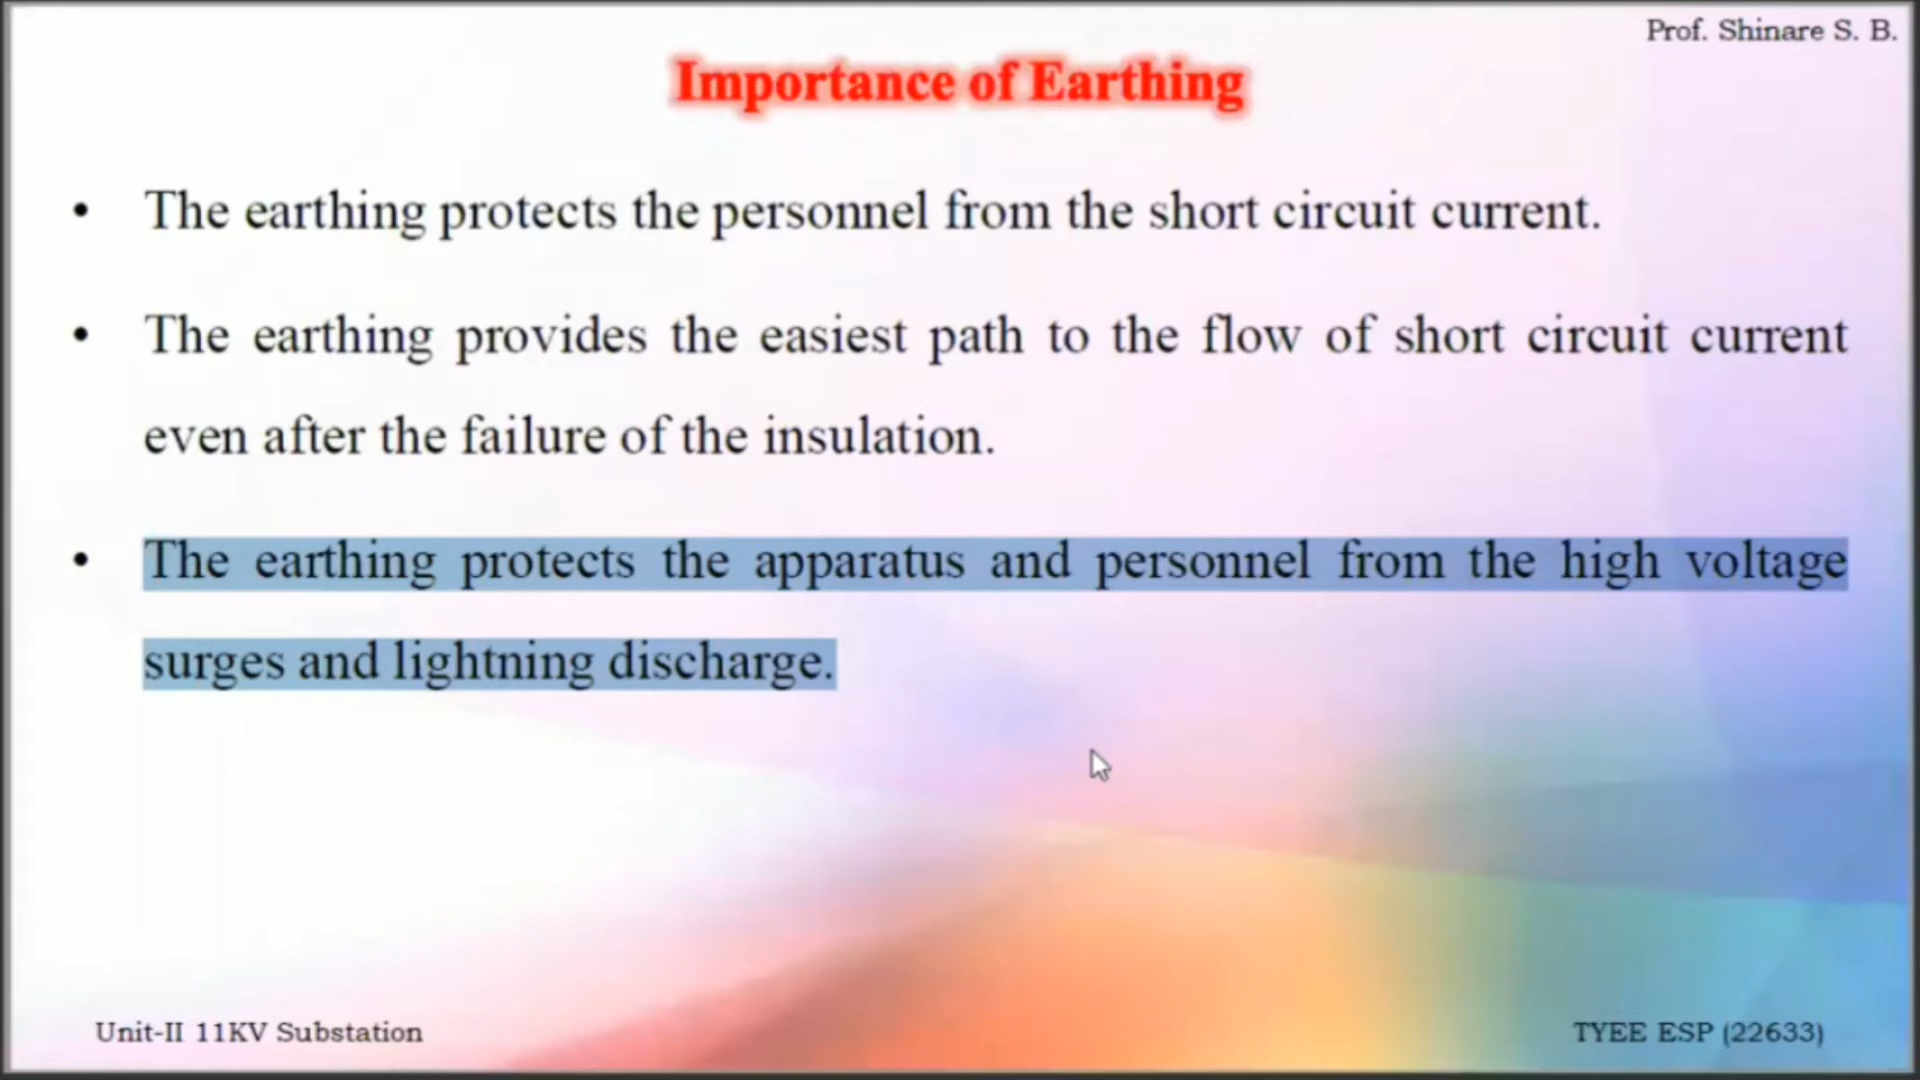 Prof. Shinare S. B.
Importance of Earthing
• The earthing protects the personnel from the short circuit current.
• The earthing provides the easiest path to the flow of short circuit current
even after the failure of the insulation.
• The earthing protects the apparatus and personnel from the high voltage
surges and lightning discharge.
Unit-II 11KV Substation
TYEE ESP (22633)